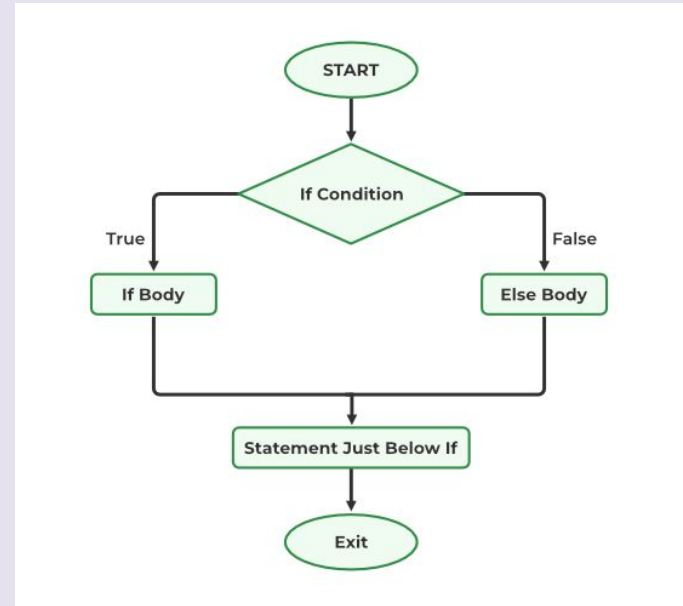 START
If Condition
True
False
If Body
Else Body
Statement Just Below If
Exit